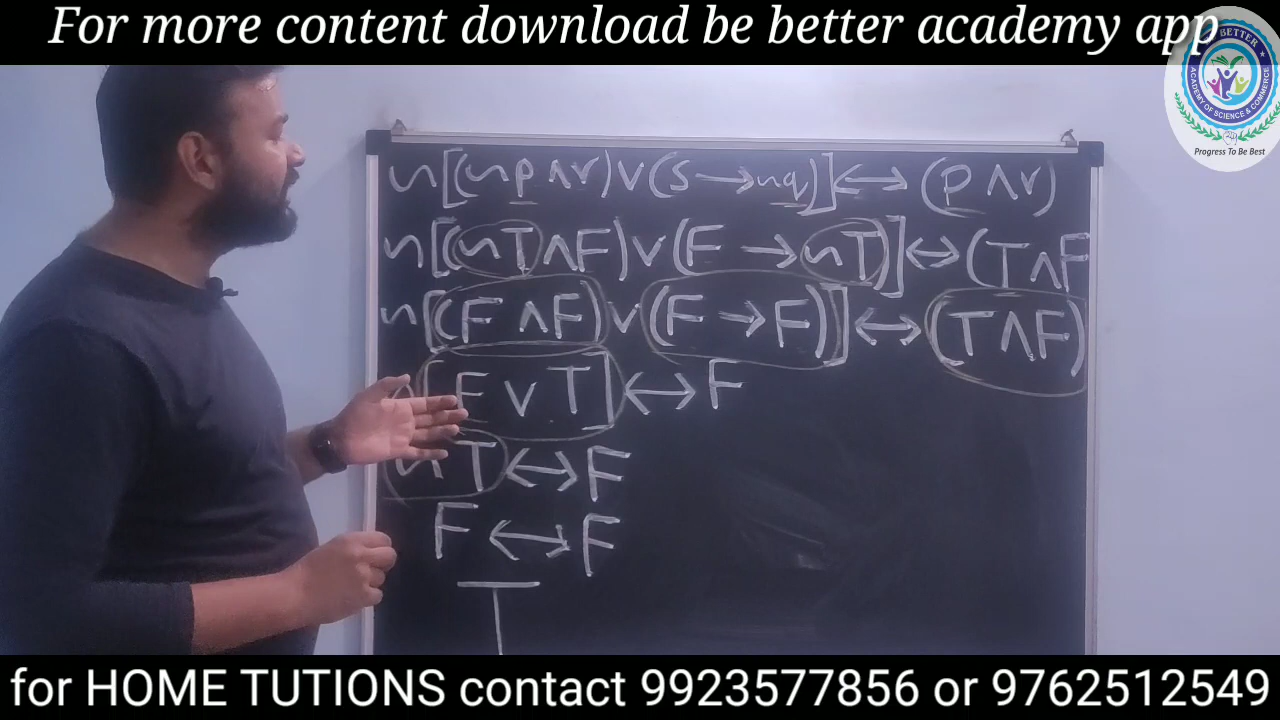 For more content download be better academy app
BETTER
ACADEMY OF SCIENCE & COMMERCE
Progress To Be Best
~[(~p∧r)∨(s→~q)]↔(p∧r)
~[(~T∧F)∨(F→~T)]↔(T∧F
~[(F∧F)∨(F→F)]↔(T∧F)
[F∨T]↔F
~T↔F
F↔F
T
for HOME TUTIONS contact 9923577856 or 9762512549